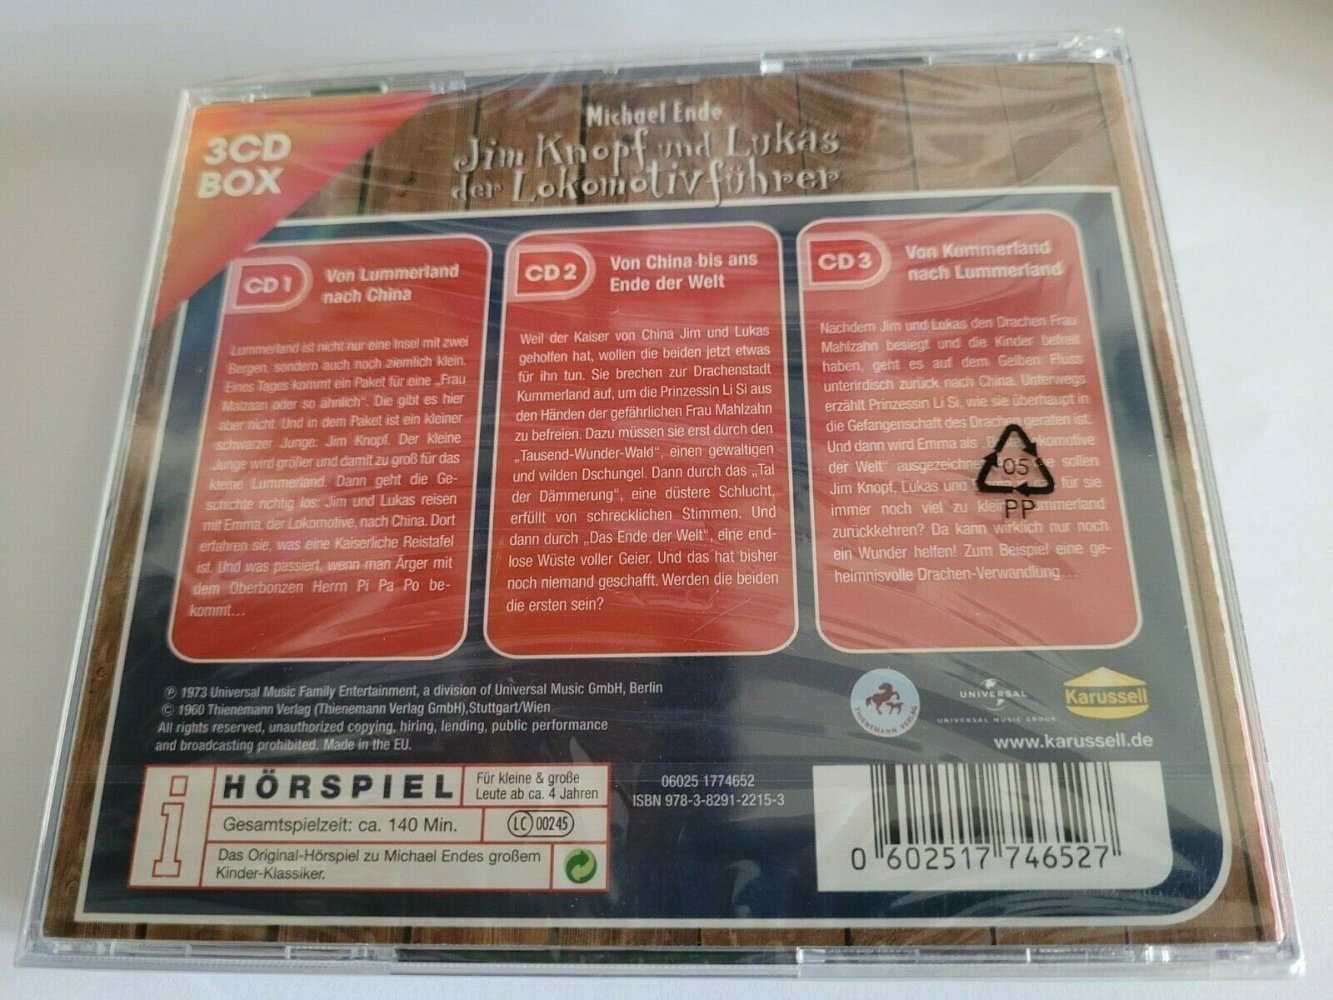 3CD
BOX
Michael Ende
Jim Knopf und Lukas
der Lokomotivführer
CD 1
Von Lummerland
nach China
Lummerland ist nicht nur eine Insel mit zwei
Bergen, sondern auch noch ziemlich klein.
Eines Tages kommt ein Paket für eine „Frau
Malzaan oder so ähnlich“. Die gibt es hier
aber nicht. Und in dem Paket ist ein kleiner
schwarzer Junge: Jim Knopf. Der kleine
Junge wird größer und damit zu groß für das
kleine Lummerland. Dann geht die Ge-
schichte richtig los: Jim und Lukas reisen
mit Emma, der Lokomotive, nach China. Dort
erfahren sie, was eine Kaiserliche Reistafel
ist. Und was passiert, wenn man Ärger mit
dem Oberbonzen Herrn Pi Pa Po be-
kommt...
CD 2
Von China bis ans
Ende der Welt
Weil der Kaiser von China Jim und Lukas
geholfen hat, wollen die beiden jetzt etwas
für ihn tun. Sie brechen zur Drachenstadt
Kummerland auf, um die Prinzessin Li Si aus
den Händen der gefährlichen Frau Mahlzahn
zu befreien. Dazu müssen sie erst durch den
„Tausend-Wunder-Wald“, einen gewaltigen
und wilden Dschungel. Dann durch das „Tal
der Dämmerung“, eine düstere Schlucht,
erfüllt von schrecklichen Stimmen. Und
dann durch „Das Ende der Welt“, eine end-
lose Wüste voller Geier. Und das hat bisher
noch niemand geschafft. Werden die beiden
die ersten sein?
CD 3
Von Kummerland
nach Lummerland
Nachdem Jim und Lukas den Drachen Frau
Mahlzahn besiegt und die Kinder befreit
haben, geht es auf dem Gelben Fluss
unterirdisch zurück nach China. Unterwegs
erzählt Prinzessin Li Si, wie sie überhaupt in
die Gefangenschaft des Drachen geraten ist.
Und dann wird Emma als
der Welt“ sollen
Jim Knopf, Lukas und für sie
immer noch viel zu
zurückkehren? Da kann wirklich nur noch
ein Wunder helfen! Zum Beispiel eine ge-
heimnisvolle Drachen-Verwandlung...
05
PP
℗ 1973 Universal Music Family Entertainment, a division of Universal Music GmbH, Berlin
© 1960 Thienemann Verlag (Thienemann Verlag GmbH),Stuttgart/Wien
All rights reserved, unauthorized copying, hiring, lending, public performance
and broadcasting prohibited. Made in the EU.
THIENEMANN VERLAG
UNIVERSAL
UNIVERSAL MUSIC GROUP
Karussell
www.karussell.de
i
HÖRSPIEL
Für kleine & große
Leute ab ca. 4 Jahren
Gesamtspielzeit: ca. 140 Min.
LC 00245
Das Original-Hörspiel zu Michael Endes großem
Kinder-Klassiker.
06025 1774652
ISBN 978-3-8291-2215-3
0 602517 746527